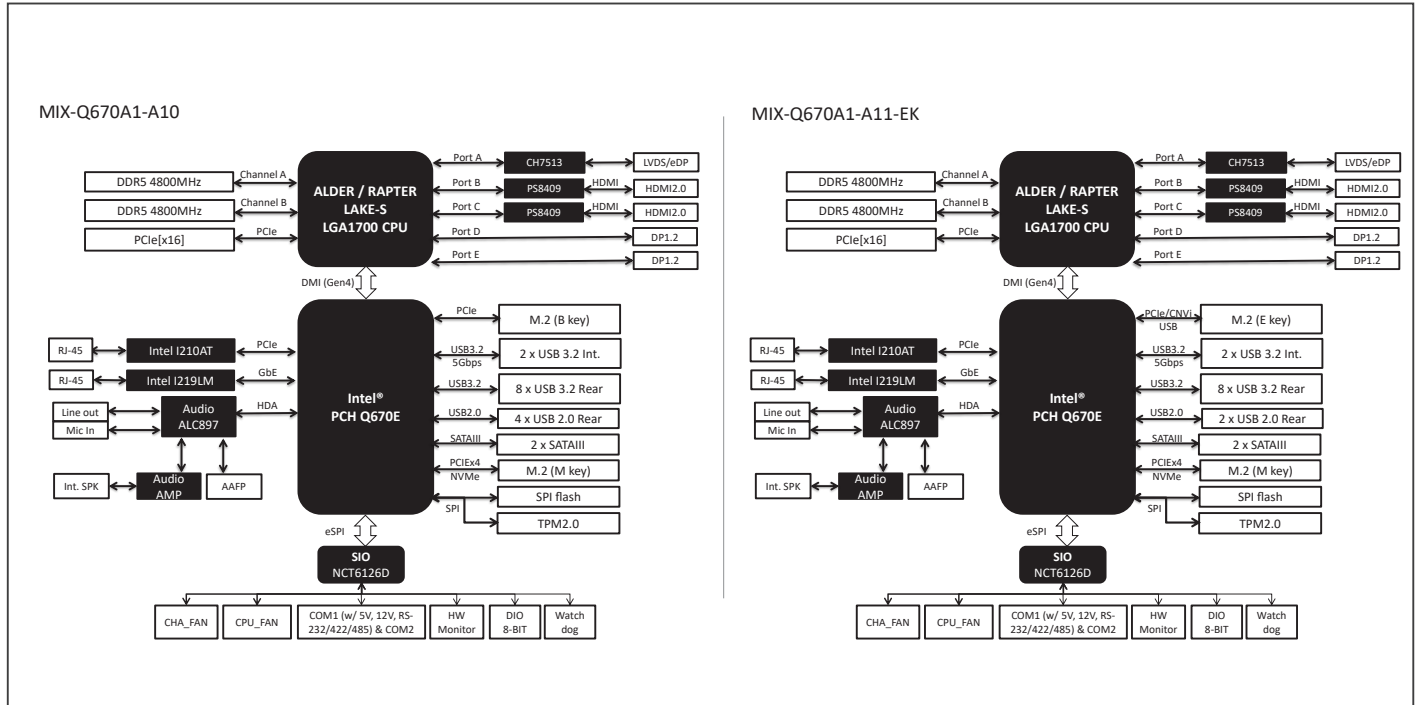 MIX-Q670A1-A10
ALDER / RAPTER
LAKE-S
LGA1700 CPU
DDR5 4800MHz
Channel A
DDR5 4800MHz
Channel B
PCIe[x16]
PCIe
Port A
CH7513
LVDS/eDP
Port B
PS8409
HDMI
HDMI2.0
Port C
PS8409
HDMI
HDMI2.0
Port D
DP1.2
Port E
DP1.2
DMI (Gen4)
Intel®
PCH Q670E
RJ-45
Intel I210AT
PCIe
RJ-45
Intel I219LM
GbE
Line out
Mic In
Audio
ALC897
HDA
Int. SPK
Audio
AMP
AAFP
PCIe
M.2 (B key)
USB3.2
5Gbps
2 x USB 3.2 Int.
USB3.2
8 x USB 3.2 Rear
USB2.0
4 x USB 2.0 Rear
SATAIII
2 x SATAIII
PCIEx4
NVMe
M.2 (M key)
SPI
SPI flash
TPM2.0
eSPI
SIO
NCT6126D
CHA_FAN
CPU_FAN
COM1 (w/ 5V, 12V, RS-
232/422/485) & COM2
HW
Monitor
DIO
8-BIT
Watch
dog
MIX-Q670A1-A11-EK
ALDER / RAPTER
LAKE-S
LGA1700 CPU
DDR5 4800MHz
Channel A
DDR5 4800MHz
Channel B
PCIe[x16]
PCIe
Port A
CH7513
LVDS/eDP
Port B
PS8409
HDMI
HDMI2.0
Port C
PS8409
HDMI
HDMI2.0
Port D
DP1.2
Port E
DP1.2
DMI (Gen4)
Intel®
PCH Q670E
RJ-45
Intel I210AT
PCIe
RJ-45
Intel I219LM
GbE
Line out
Mic In
Audio
ALC897
HDA
Int. SPK
Audio
AMP
AAFP
PCIe/CNVi
USB
M.2 (E key)
USB3.2
5Gbps
2 x USB 3.2 Int.
USB3.2
8 x USB 3.2 Rear
USB2.0
2 x USB 2.0 Rear
SATAIII
2 x SATAIII
PCIEx4
NVMe
M.2 (M key)
SPI
SPI flash
TPM2.0
eSPI
SIO
NCT6126D
CHA_FAN
CPU_FAN
COM1 (w/ 5V, 12V, RS-
232/422/485) & COM2
HW
Monitor
DIO
8-BIT
Watch
dog